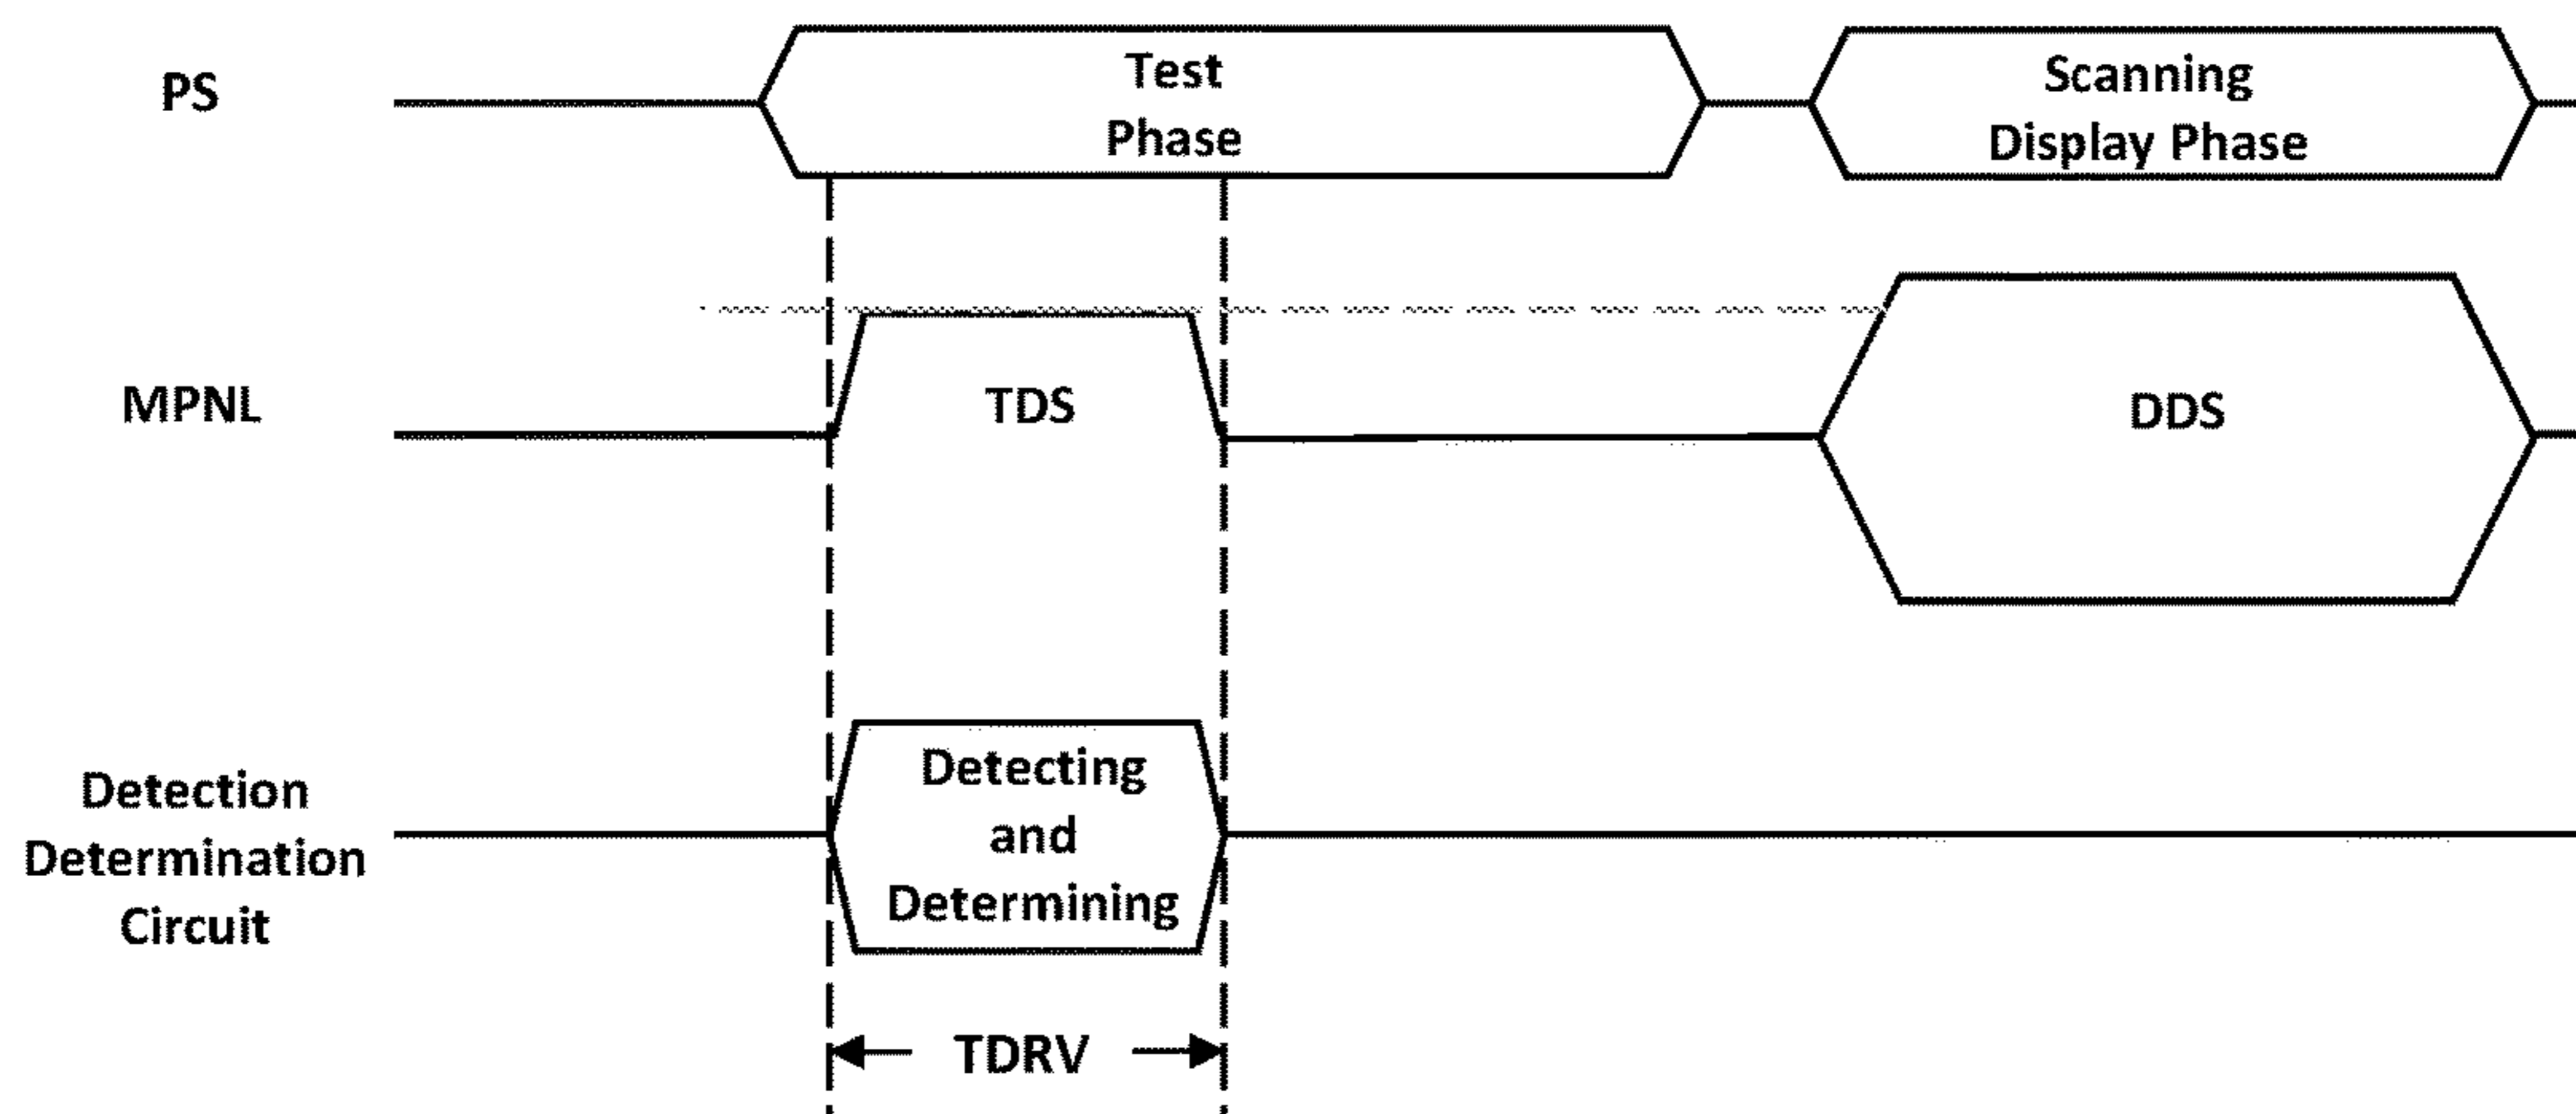 PS
Test
Phase
Scanning
Display Phase
MPNL
TDS
DDS
Detection
Determination
Circuit
Detecting
and
Determining
TDRV